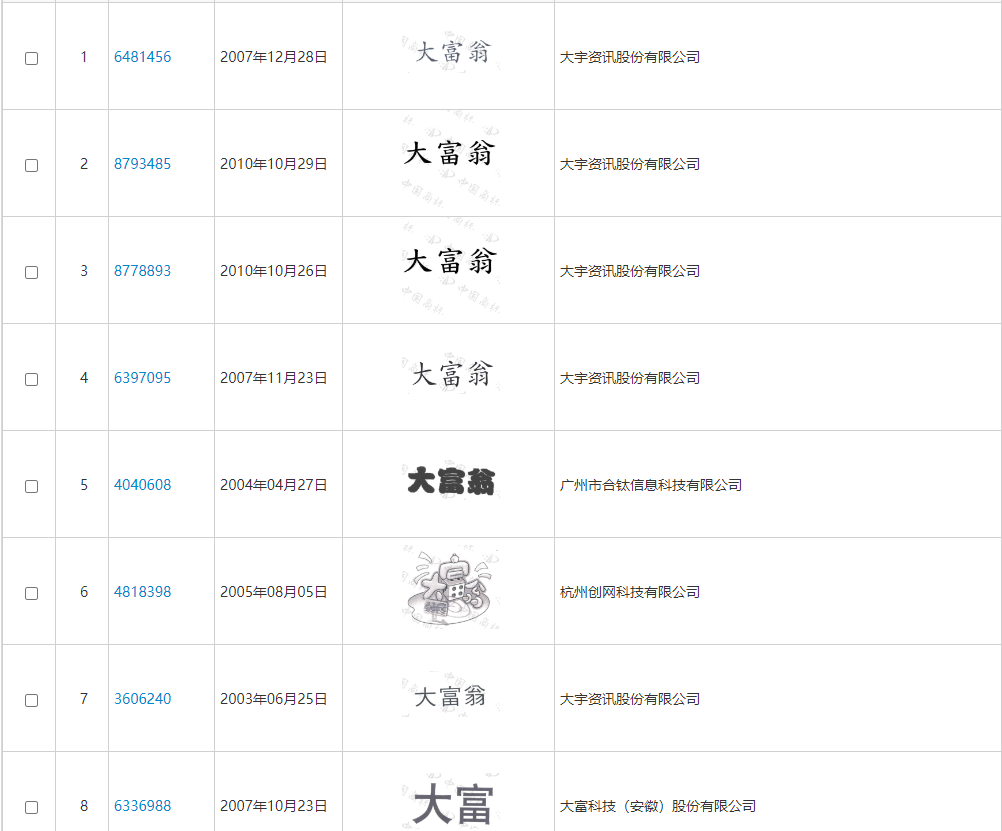 1 6481456 2007年12月28日 大富翁 大宇资讯股份有限公司
2 8793485 2010年10月29日 大富翁 大宇资讯股份有限公司
3 8778893 2010年10月26日 大富翁 大宇资讯股份有限公司
4 6397095 2007年11月23日 大富翁 大宇资讯股份有限公司
5 4040608 2004年04月27日 大富翁 广州市合钛信息科技有限公司
6 4818398 2005年08月05日 大富翁 杭州创网科技有限公司
7 3606240 2003年06月25日 大富翁 大宇资讯股份有限公司
8 6336988 2007年10月23日 大富 大富科技（安徽）股份有限公司